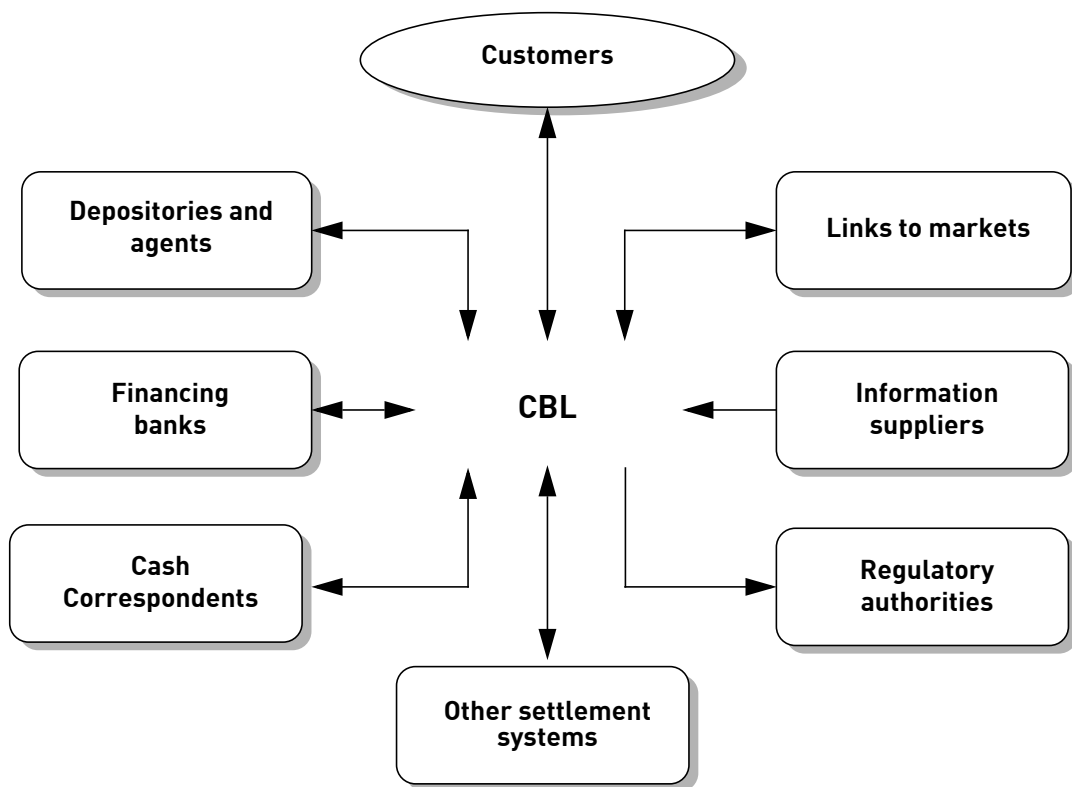 Customers
Depositories and
agents
Links to markets
Financing
banks
CBL
Information
suppliers
Cash
Correspondents
Regulatory
authorities
Other settlement
systems